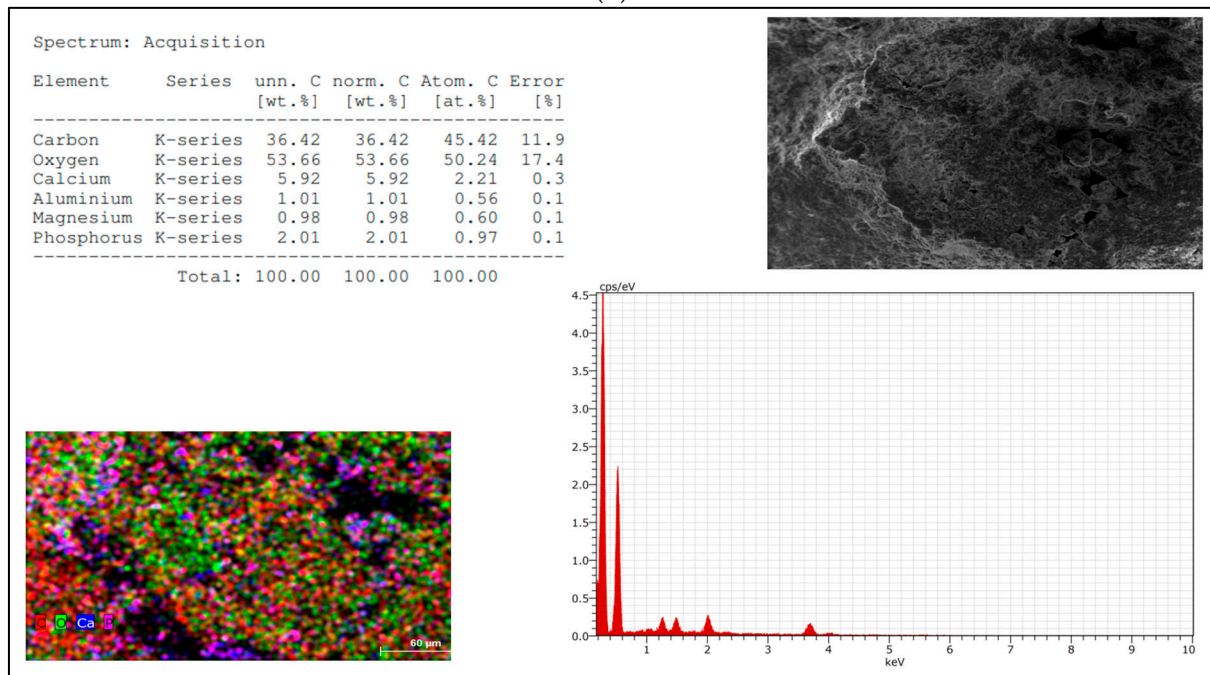 Spectrum: Acquisition
Element Series unn. C norm. C Atom. C Error
[wt.%] [wt.%] [at.%] [%]
Carbon K-series 36.42 36.42 45.42 11.9
Oxygen K-series 53.66 53.66 50.24 17.4
Calcium K-series 5.92 5.92 2.21 0.3
Aluminium K-series 1.01 1.01 0.56 0.1
Magnesium K-series 0.98 0.98 0.60 0.1
Phosphorus K-series 2.01 2.01 0.97 0.1
Total: 100.00 100.00 100.00
cps/eV
4.5
4.0
3.5
3.0
2.5
2.0
1.5
1.0
0.5
0.0
1 2 3 4 5 6 7 8 9 10
keV
C O Ca P
60 µm